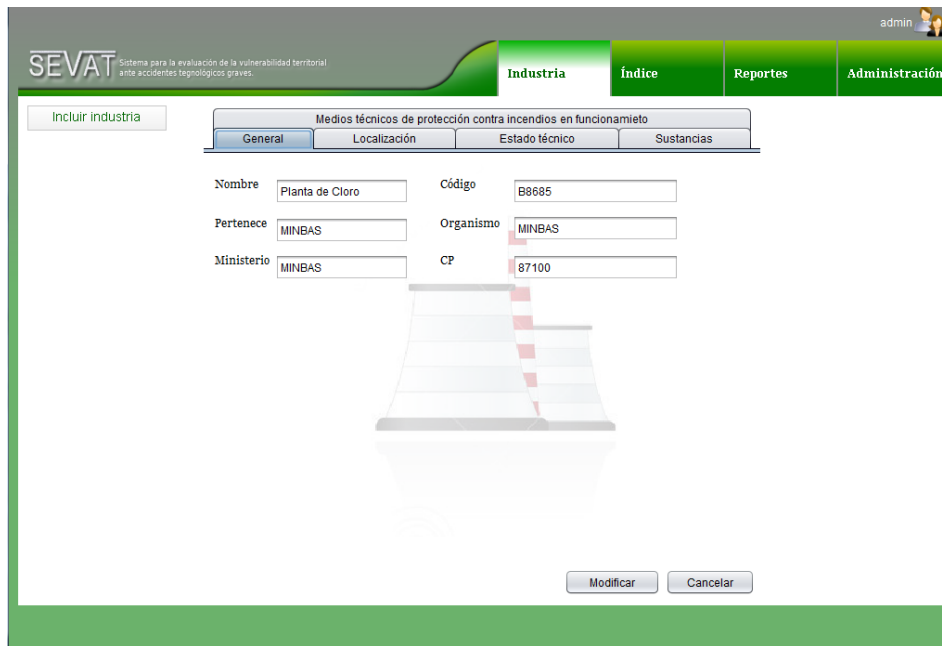 admin
SEVAT
Sistema para la evaluación de la vulnerabilidad territorial
ante accidentes tegnológicos graves.
Industria Índice Reportes Administración
Incluir industria
Medios técnicos de protección contra incendios en funcionamieto
General Localización Estado técnico Sustancias
Nombre Planta de Cloro Código B8685
Pertenece MINBAS Organismo MINBAS
Ministerio MINBAS CP 87100
Modificar Cancelar